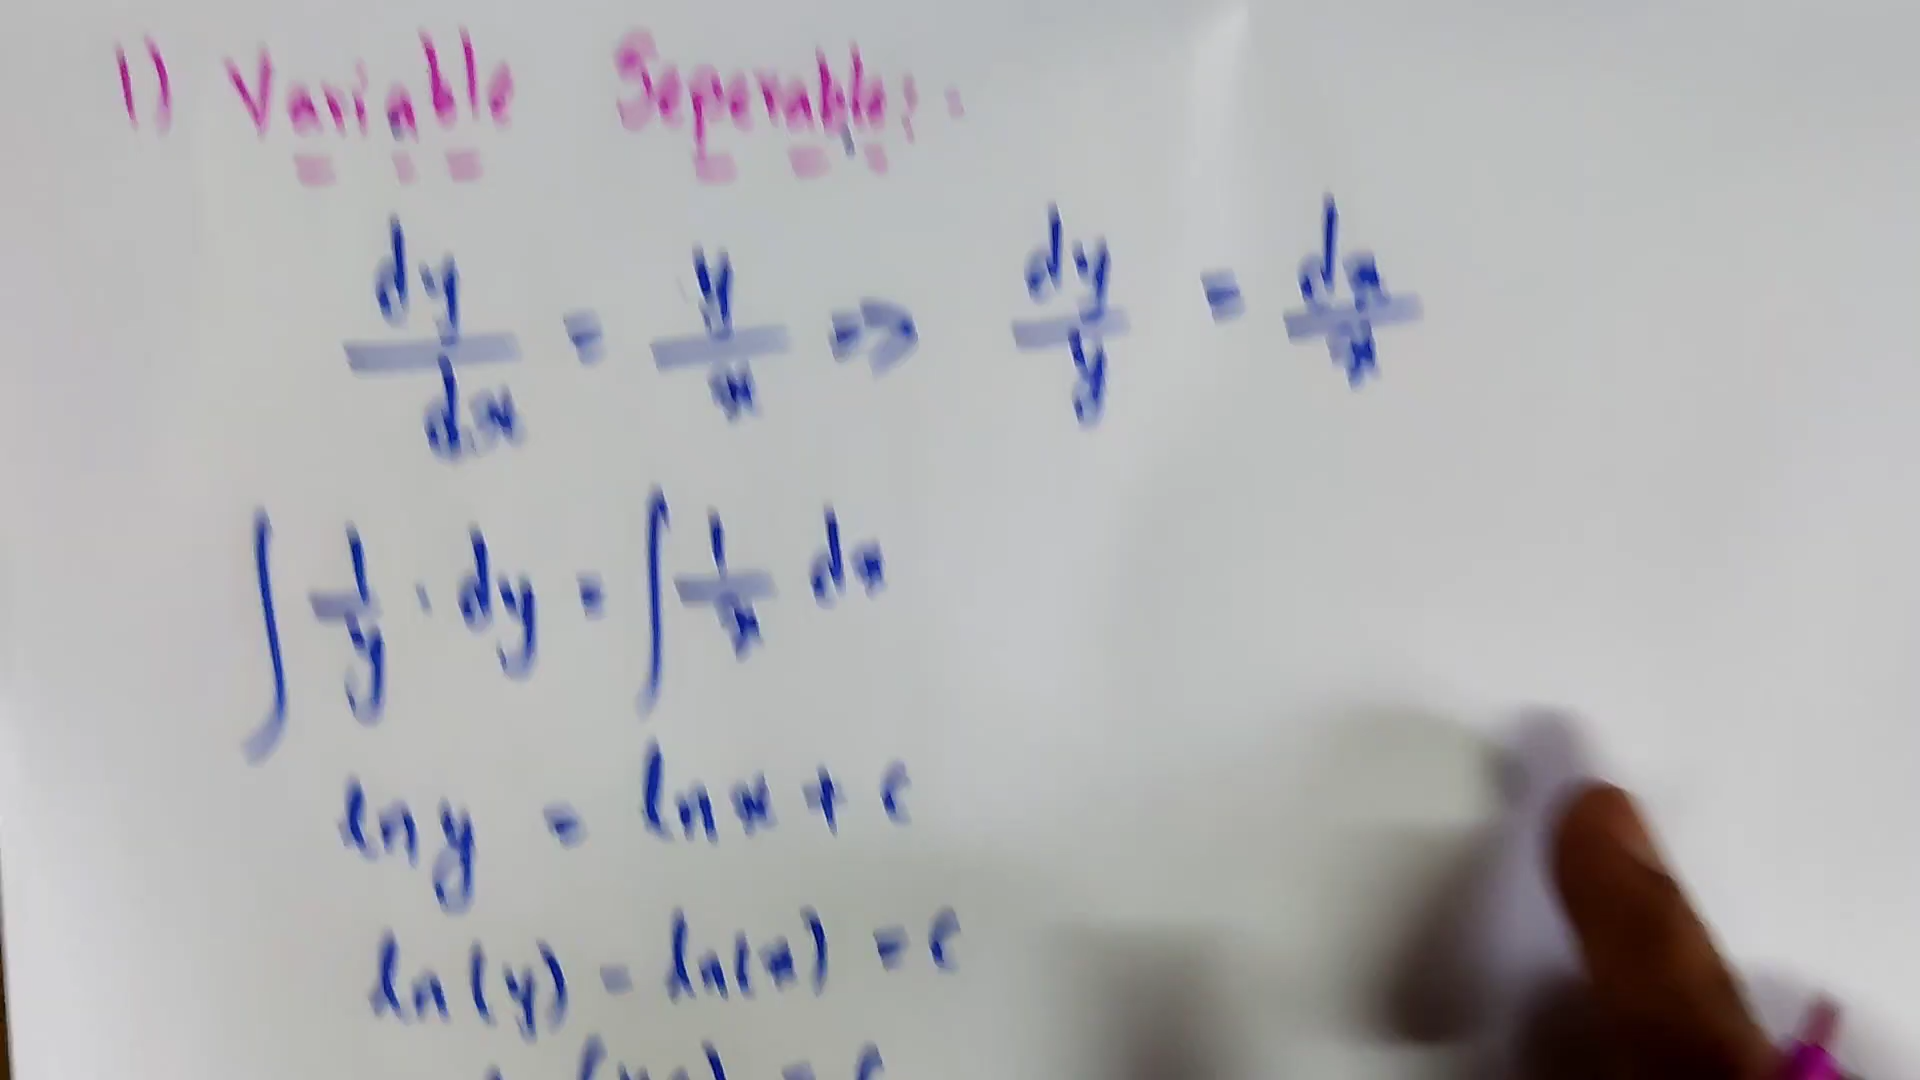 1) Variable Seperable:-
dy/dx = y/x => dy/y = dx/x
∫ 1/y · dy = ∫ 1/x dx
ln y = ln x + c
ln(y) - ln(x) = c